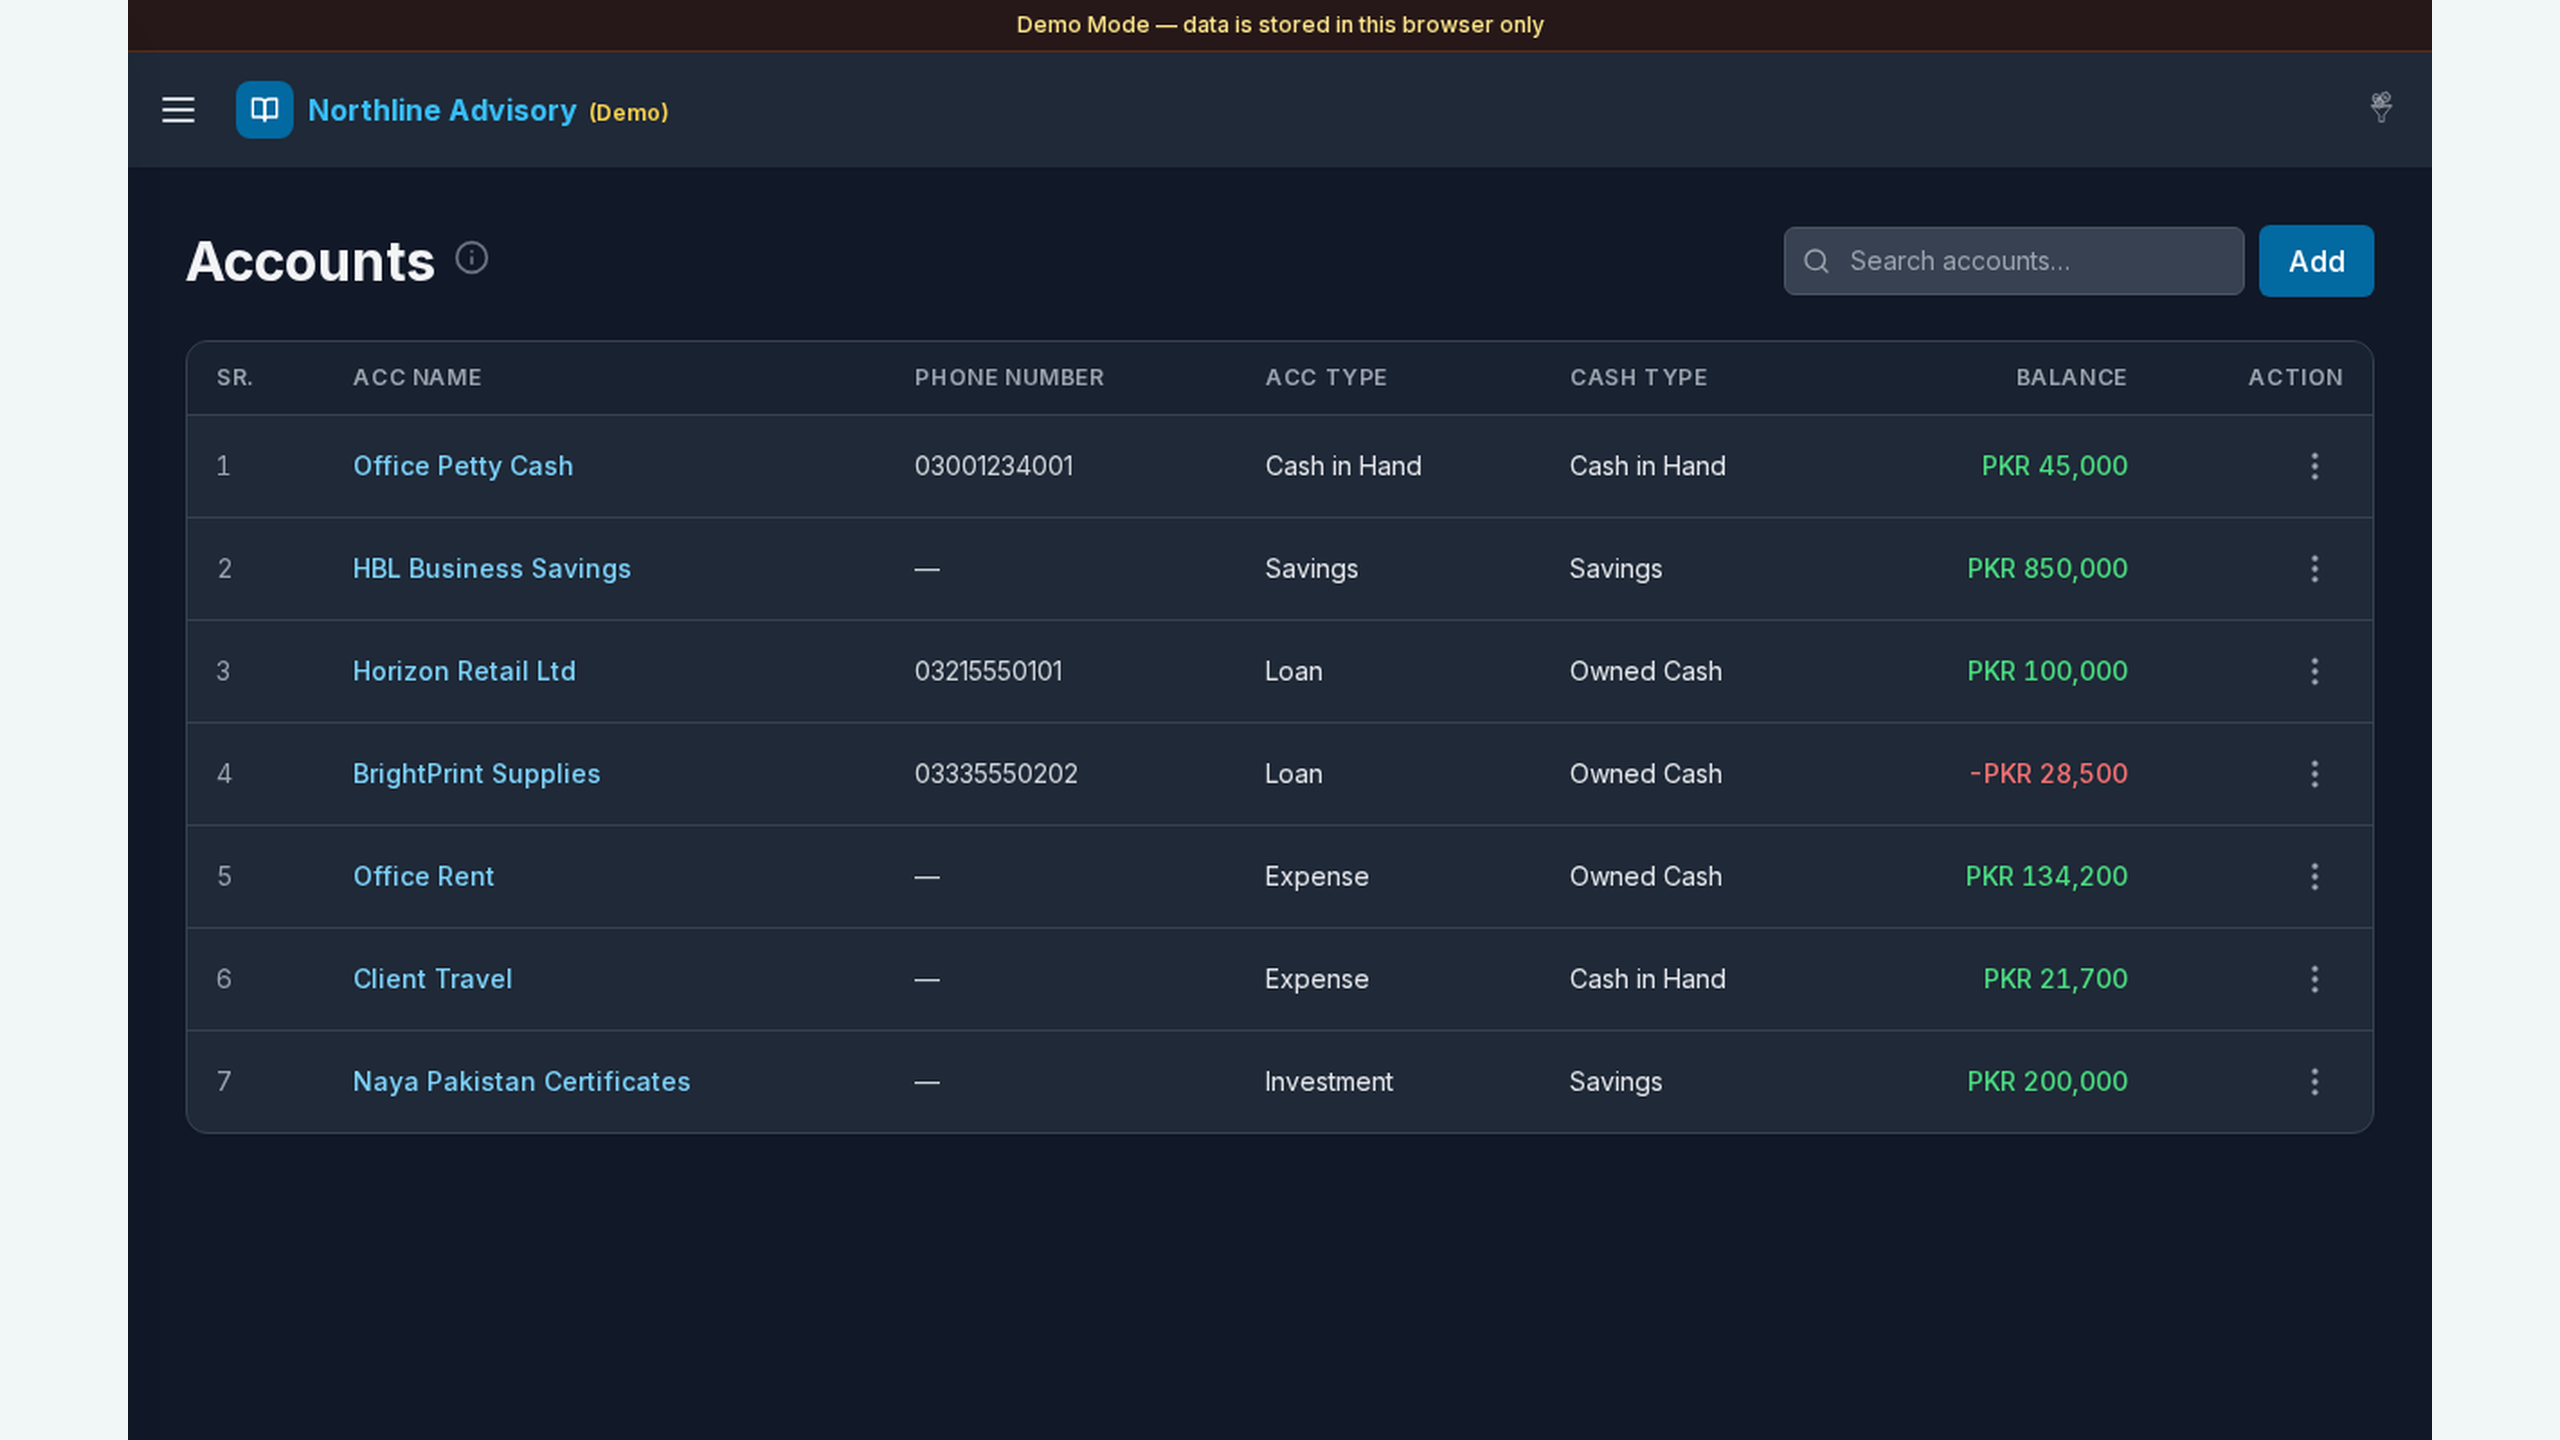 Demo Mode — data is stored in this browser only
Northline Advisory (Demo)
Accounts
Search accounts...
Add
SR. ACC NAME PHONE NUMBER ACC TYPE CASH TYPE BALANCE ACTION
1 Office Petty Cash 03001234001 Cash in Hand Cash in Hand PKR 45,000
2 HBL Business Savings — Savings Savings PKR 850,000
3 Horizon Retail Ltd 03215550101 Loan Owned Cash PKR 100,000
4 BrightPrint Supplies 03335550202 Loan Owned Cash -PKR 28,500
5 Office Rent — Expense Owned Cash PKR 134,200
6 Client Travel — Expense Cash in Hand PKR 21,700
7 Naya Pakistan Certificates — Investment Savings PKR 200,000